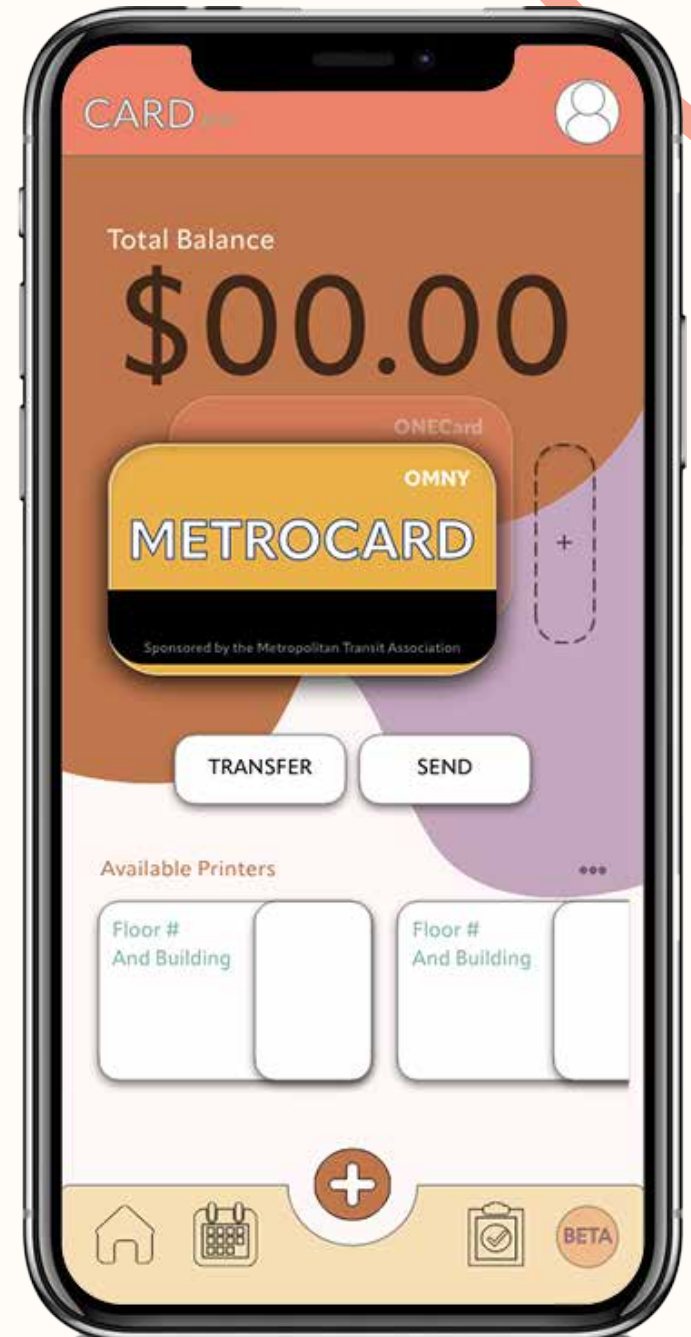 CARD
Total Balance
$00.00
ONECard
OMNY
METROCARD
+
Sponsored by the Metropolitan Transit Association
TRANSFER
SEND
Available Printers
Floor #
And Building
Floor #
And Building
BETA